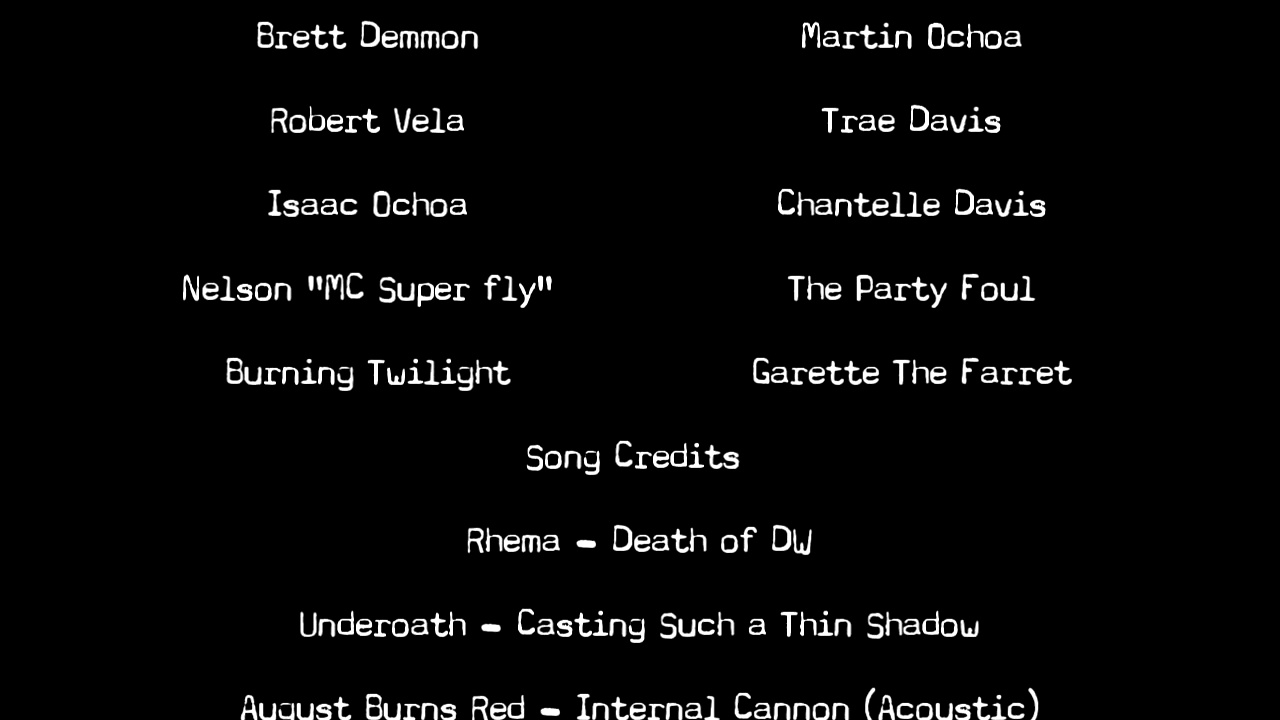 Brett Demmon Martin Ochoa
Robert Vela Trae Davis
Isaac Ochoa Chantelle Davis
Nelson "MC Super fly" The Party Foul
Burning Twilight Garette The Farret
Song Credits
Rhema - Death of DW
Underoath - Casting Such a Thin Shadow
August Burns Red - Internal Cannon (Acoustic)